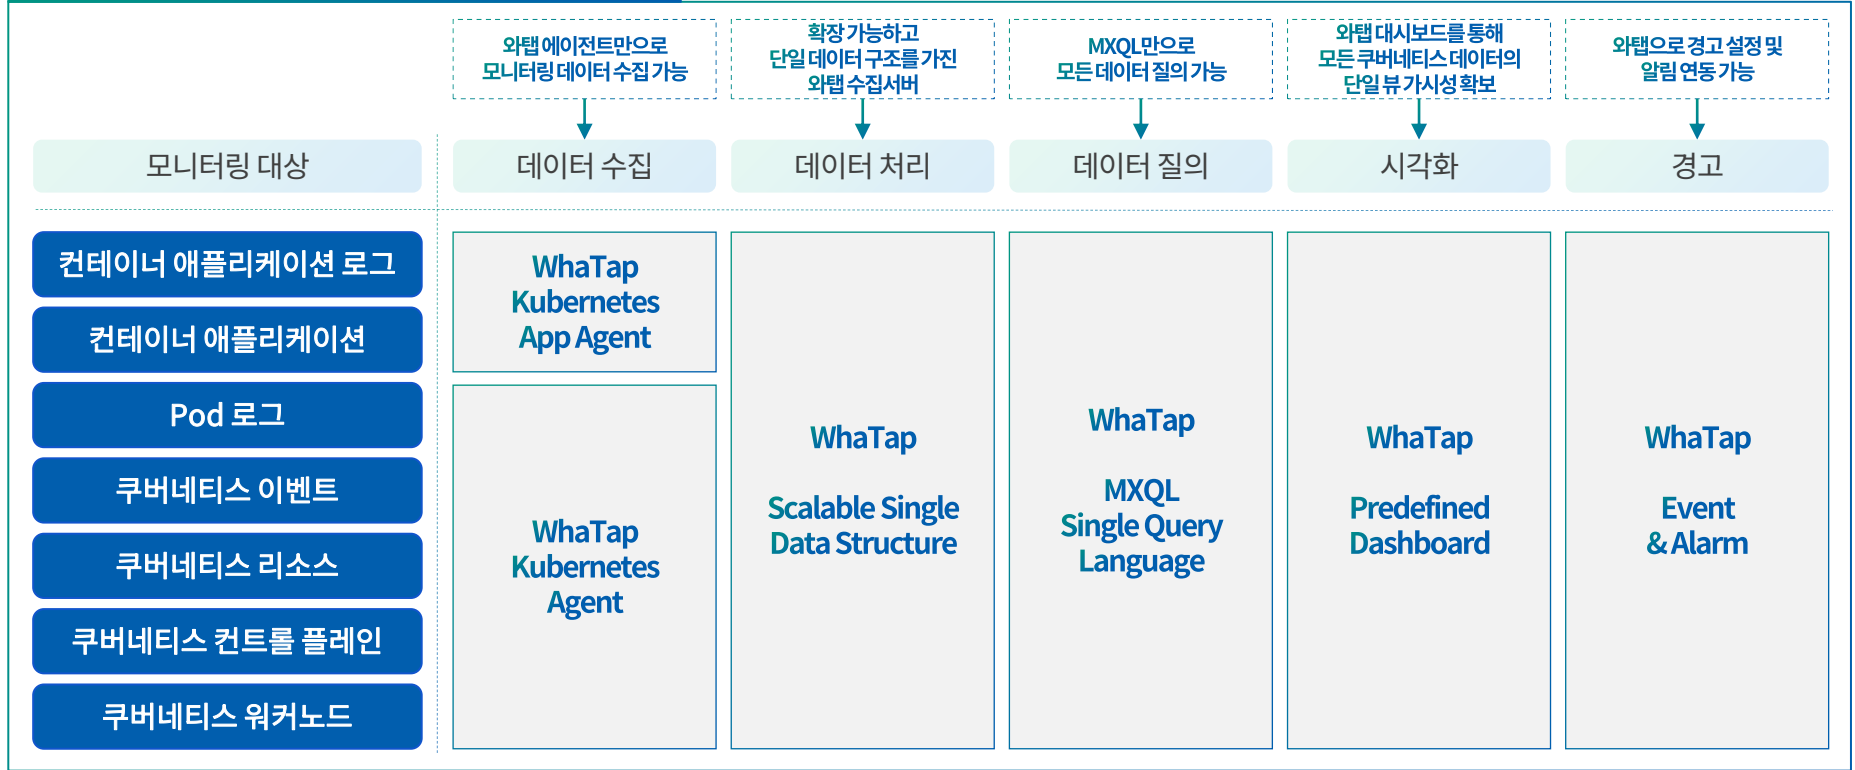 와탭 에이전트만으로
모니터링 데이터 수집 가능
확장 가능하고
단일 데이터 구조를 가진
와탭 수집서버
MXQL만으로
모든 데이터 질의 가능
와탭 대시보드를 통해
모든 쿠버네티스 데이터의
단일 뷰 가시성 확보
와탭으로 경고 설정 및
알림 연동 가능
모니터링 대상
데이터 수집
데이터 처리
데이터 질의
시각화
경고
컨테이너 애플리케이션 로그
컨테이너 애플리케이션
Pod 로그
쿠버네티스 이벤트
쿠버네티스 리소스
쿠버네티스 컨트롤 플레인
쿠버네티스 워커노드
WhaTap
Kubernetes
App Agent
WhaTap
Kubernetes
Agent
WhaTap
Scalable Single
Data Structure
WhaTap
MXQL
Single Query
Language
WhaTap
Predefined
Dashboard
WhaTap
Event
& Alarm